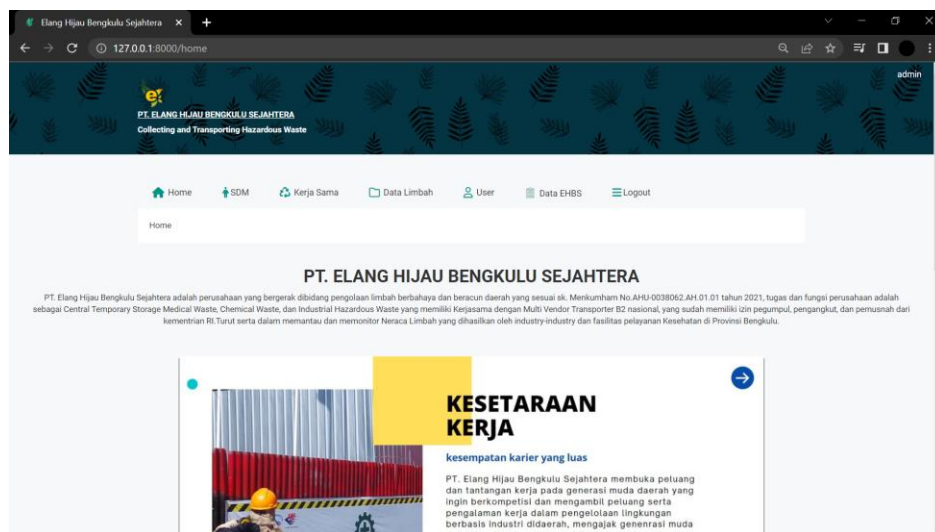 Elang Hijau Bengkulu Sejahtera
127.0.0.1:8000/home
admin
PT. ELANG HIJAU BENGKULU SEJAHTERA
Collecting and Transporting Hazardous Waste
Home SDM Kerja Sama Data Limbah User Data EHBS Logout
Home
PT. ELANG HIJAU BENGKULU SEJAHTERA
PT. Elang Hijau Bengkulu Sejahtera adalah perusahaan yang bergerak dibidang pengolaan limbah berbahaya dan beracun daerah yang sesuai sk. Menkumham No.AHU-0038062.AH.01.01 tahun 2021, tugas dan fungsi perusahaan adalah
sebagai Central Temporary Storage Medical Waste, Chemical Waste, dan Industrial Hazardous Waste yang memiliki Kerjasama dengan Multi Vendor Transporter B2 nasional, yang sudah memiliki izin pegumpul, pengangkut, dan pemusnah dari
kementrian RI.Turut serta dalam memantau dan memonitor Neraca Limbah yang dihasilkan oleh industry-industry dan fasilitas pelayanan Kesehatan di Provinsi Bengkulu.
KESETARAAN
KERJA
kesempatan karier yang luas
PT. Elang Hijau Bengkulu Sejahtera membuka peluang
dan tantangan kerja pada generasi muda daerah yang
ingin berkompetisi dan mengambil peluang serta
pengalaman kerja dalam pengelolaan lingkungan
berbasis industri didaerah, mengajak genenrasi muda